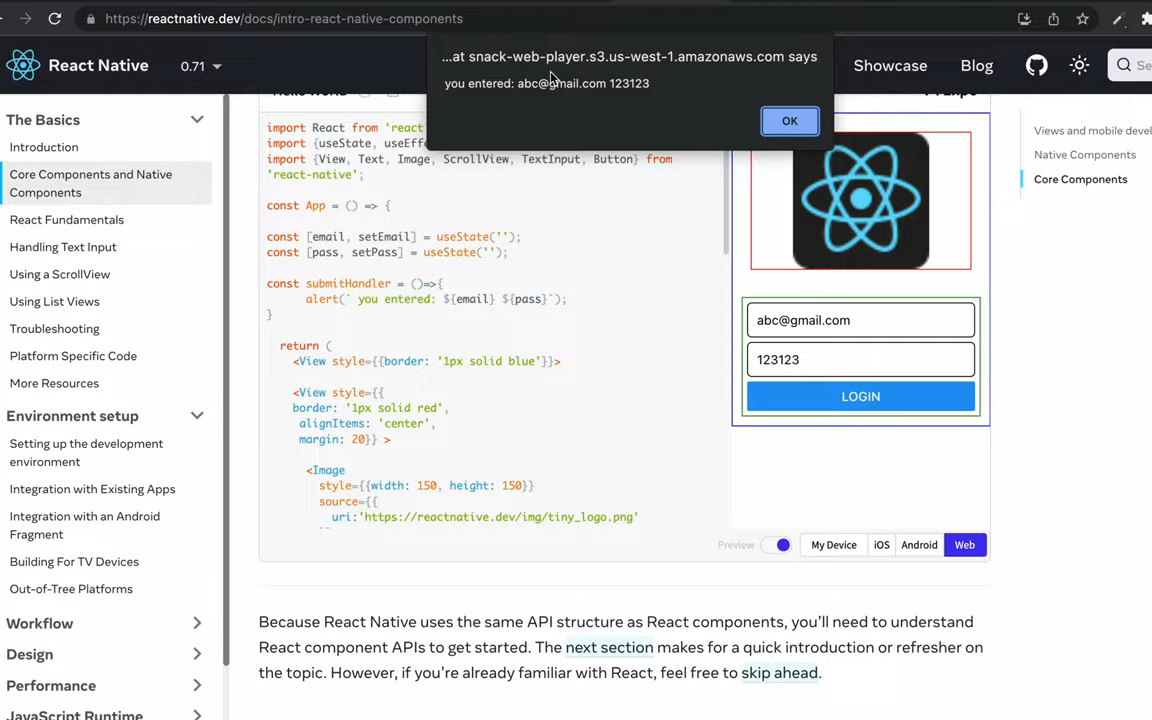 https://reactnative.dev/docs/intro-react-native-components
React Native
0.71
Showcase
Blog
...at snack-web-player.s3.us-west-1.amazonaws.com says
you entered: abc@gmail.com 123123
OK
The Basics
Introduction
Core Components and Native
Components
React Fundamentals
Handling Text Input
Using a ScrollView
Using List Views
Troubleshooting
Platform Specific Code
More Resources
Environment setup
Setting up the development
environment
Integration with Existing Apps
Integration with an Android
Fragment
Building For TV Devices
Out-of-Tree Platforms
Workflow
Design
Performance
JavaScript Runtime
import React from 'react
import {useState, useEff
import {View, Text, Image, ScrollView, TextInput, Button} from
'react-native';
const App = () => {
const [email, setEmail] = useState('');
const [pass, setPass] = useState('');
const submitHandler = ()=>{
alert(` you entered: ${email} ${pass}`);
}
return (
<View style={{border: '1px solid blue'}}>
<View style={{
border: '1px solid red',
alignItems: 'center',
margin: 20}} >
<Image
style={{width: 150, height: 150}}
source={{
uri:'https://reactnative.dev/img/tiny_logo.png'
abc@gmail.com
123123
LOGIN
Preview
My Device
iOS
Android
Web
Views and mobile devel
Native Components
Core Components
Because React Native uses the same API structure as React components, you'll need to understand
React component APIs to get started. The next section makes for a quick introduction or refresher on
the topic. However, if you're already familiar with React, feel free to skip ahead.